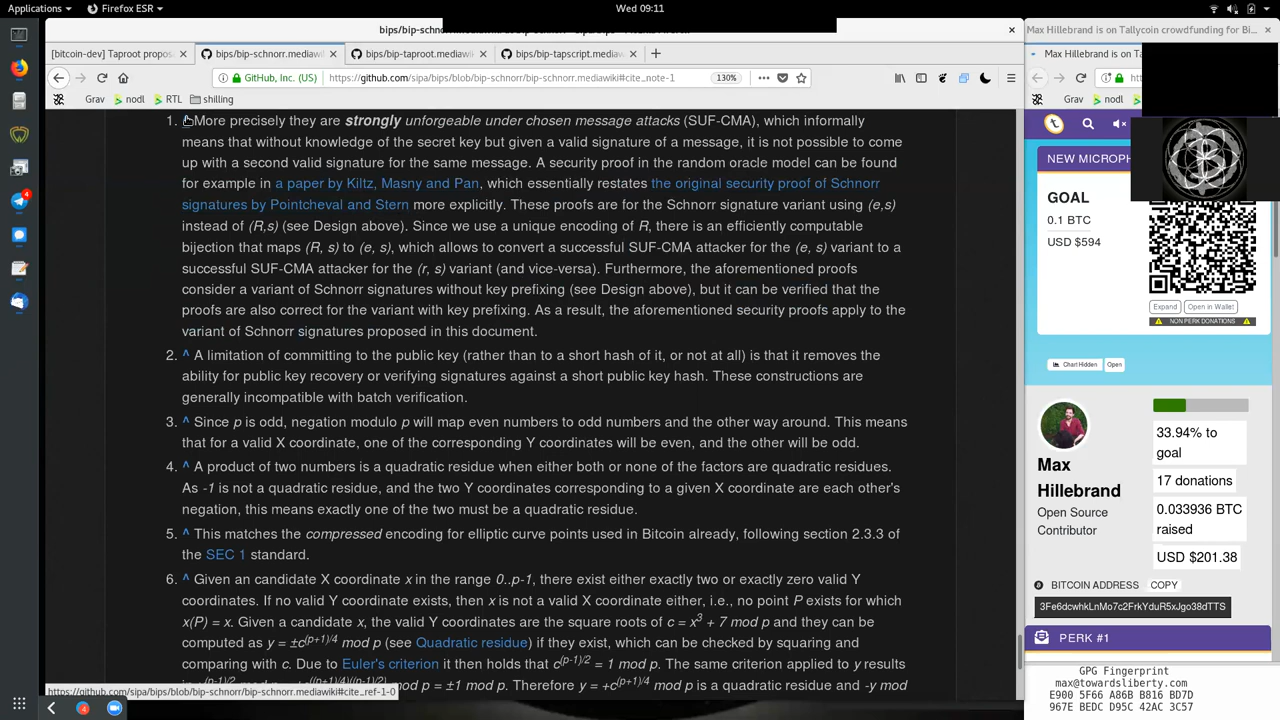 Applications
Firefox ESR
Wed 09:11
Max Hillebrand is on Tallycoin crowdfunding for Bi...
[bitcoin-dev] Taproot propos
bips/bip-schnorr.mediawiki
bips/bip-taproot.mediawi
bips/bip-tapscript.mediaw
Max Hillebrand is on Ta
GitHub, Inc. (US)
https://github.com/sipa/bips/blob/bip-schnorr/bip-schnorr.mediawiki#cite_note-1
130%
Grav
nodl
RTL
shilling
Grav
nodl
1. More precisely they are strongly unforgeable under chosen message attacks (SUF-CMA), which informally
means that without knowledge of the secret key but given a valid signature of a message, it is not possible to come
up with a second valid signature for the same message. A security proof in the random oracle model can be found
for example in a paper by Kiltz, Masny and Pan, which essentially restates the original security proof of Schnorr
signatures by Pointcheval and Stern more explicitly. These proofs are for the Schnorr signature variant using (e,s)
instead of (R,s) (see Design above). Since we use a unique encoding of R, there is an efficiently computable
bijection that maps (R, s) to (e, s), which allows to convert a successful SUF-CMA attacker for the (e, s) variant to a
successful SUF-CMA attacker for the (r, s) variant (and vice-versa). Furthermore, the aforementioned proofs
consider a variant of Schnorr signatures without key prefixing (see Design above), but it can be verified that the
proofs are also correct for the variant with key prefixing. As a result, the aforementioned security proofs apply to the
variant of Schnorr signatures proposed in this document.
2. ^ A limitation of committing to the public key (rather than to a short hash of it, or not at all) is that it removes the
ability for public key recovery or verifying signatures against a short public key hash. These constructions are
generally incompatible with batch verification.
3. ^ Since p is odd, negation modulo p will map even numbers to odd numbers and the other way around. This means
that for a valid X coordinate, one of the corresponding Y coordinates will be even, and the other will be odd.
4. ^ A product of two numbers is a quadratic residue when either both or none of the factors are quadratic residues.
As -1 is not a quadratic residue, and the two Y coordinates corresponding to a given X coordinate are each other's
negation, this means exactly one of the two must be a quadratic residue.
5. ^ This matches the compressed encoding for elliptic curve points used in Bitcoin already, following section 2.3.3 of
the SEC 1 standard.
6. ^ Given an candidate X coordinate x in the range 0..p-1, there exist either exactly two or exactly zero valid Y
coordinates. If no valid Y coordinate exists, then x is not a valid X coordinate either, i.e., no point P exists for which
x(P) = x. Given a candidate x, the valid Y coordinates are the square roots of c = x3 + 7 mod p and they can be
computed as y = ±c(p+1)/4 mod p (see Quadratic residue) if they exist, which can be checked by squaring and
comparing with c. Due to Euler's criterion it then holds that c(p-1)/2 = 1 mod p. The same criterion applied to y results
mod p = ±1 mod p. Therefore y = +c(p+1)/4 mod p is a quadratic residue and -y mod
https://github.com/sipa/bips/blob/bip-schnorr/bip-schnorr.mediawiki#cite_ref-1-0
4
4
NEW MICROPH
GOAL
0.1 BTC
USD $594
Expand
Open in Wallet
NON PERK DONATIONS
Chart Hidden
Open
Max
Hillebrand
Open Source
Contributor
33.94% to
goal
17 donations
0.033936 BTC
raised
USD $201.38
BITCOIN ADDRESS COPY
3Fe6dcwhkLnMo7c2FrkYduR5xJgo38dTTS
PERK #1
GPG Fingerprint
max@towardsliberty.com
E900 5F66 A86B B816 BD7D
967E BEDC D95C 42AC 3C57